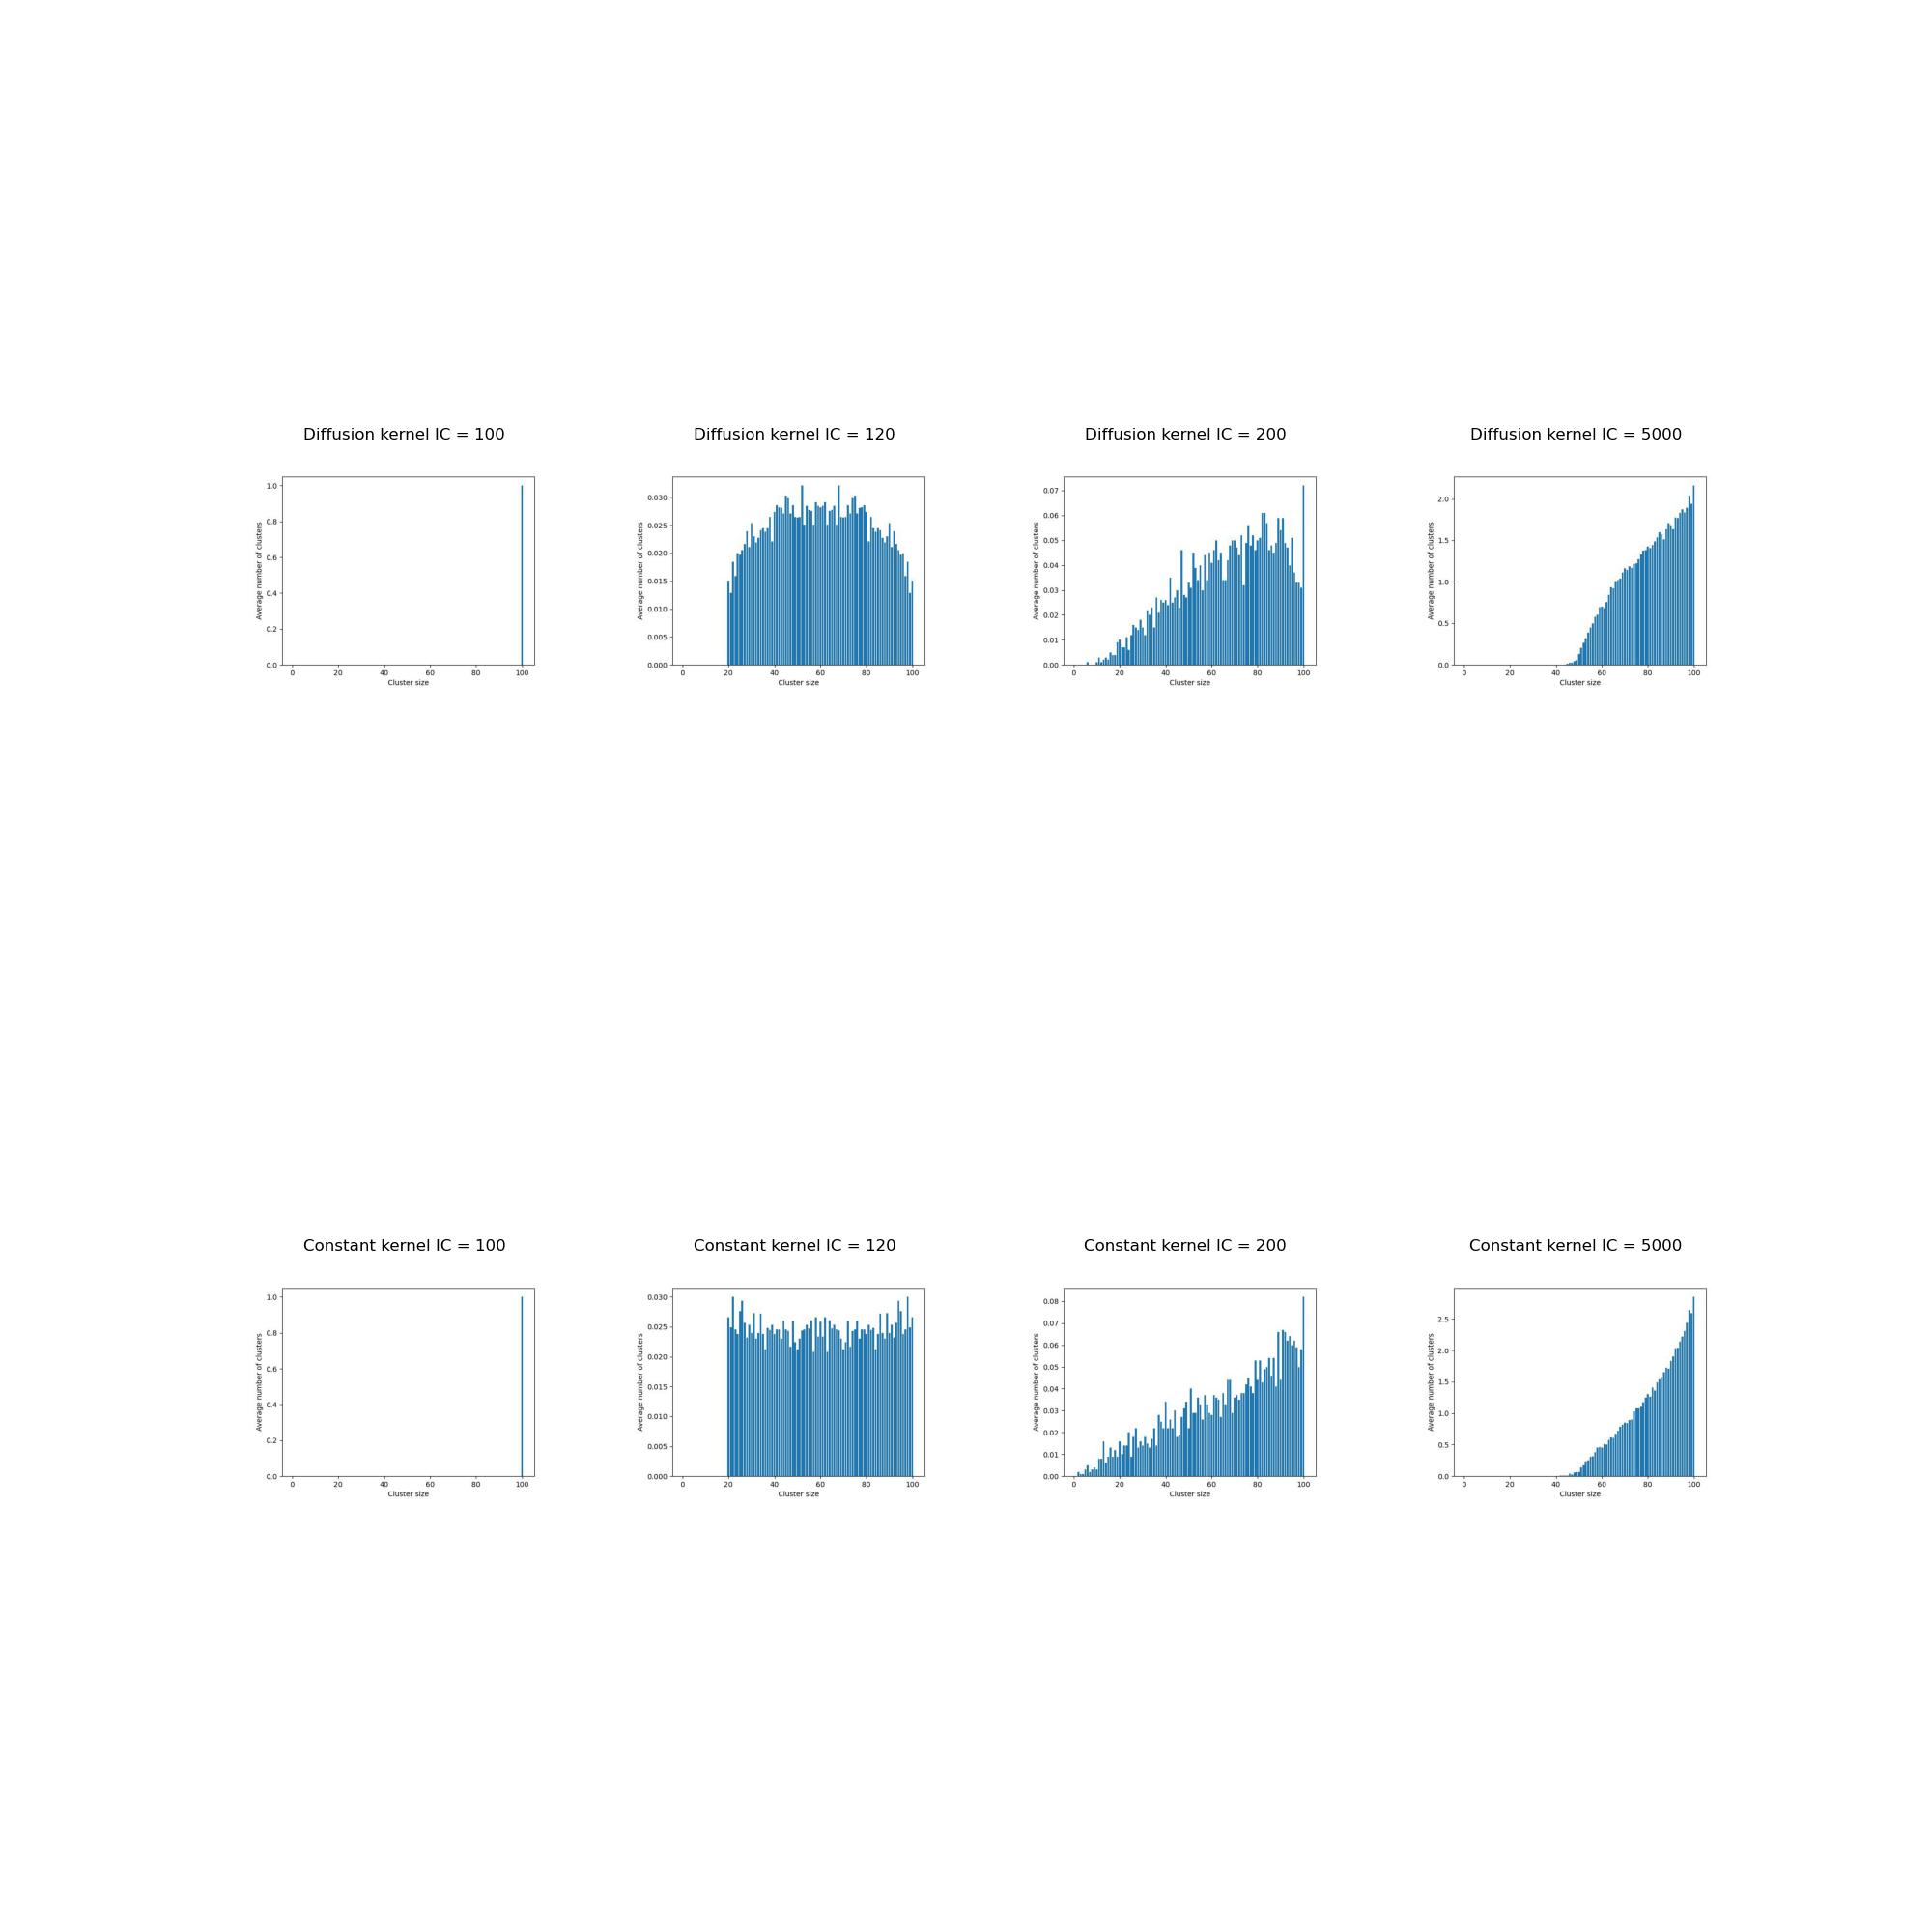 Diffusion kernel IC = 100 Diffusion kernel IC = 120 Diffusion kernel IC = 200 Diffusion kernel IC = 5000
1.0
0.8
0.6
0.4
0.2
0.0
Average number of clusters
0 20 40 60 80 100
Cluster size
0.030
0.025
0.020
0.015
0.010
0.005
0.000
Average number of clusters
0 20 40 60 80 100
Cluster size
0.07
0.06
0.05
0.04
0.03
0.02
0.01
0.00
Average number of clusters
0 20 40 60 80 100
Cluster size
2.0
1.5
1.0
0.5
0.0
Average number of clusters
0 20 40 60 80 100
Cluster size
Constant kernel IC = 100 Constant kernel IC = 120 Constant kernel IC = 200 Constant kernel IC = 5000
1.0
0.8
0.6
0.4
0.2
0.0
Average number of clusters
0 20 40 60 80 100
Cluster size
0.030
0.025
0.020
0.015
0.010
0.005
0.000
Average number of clusters
0 20 40 60 80 100
Cluster size
0.08
0.07
0.06
0.05
0.04
0.03
0.02
0.01
0.00
Average number of clusters
0 20 40 60 80 100
Cluster size
2.5
2.0
1.5
1.0
0.5
0.0
Average number of clusters
0 20 40 60 80 100
Cluster size